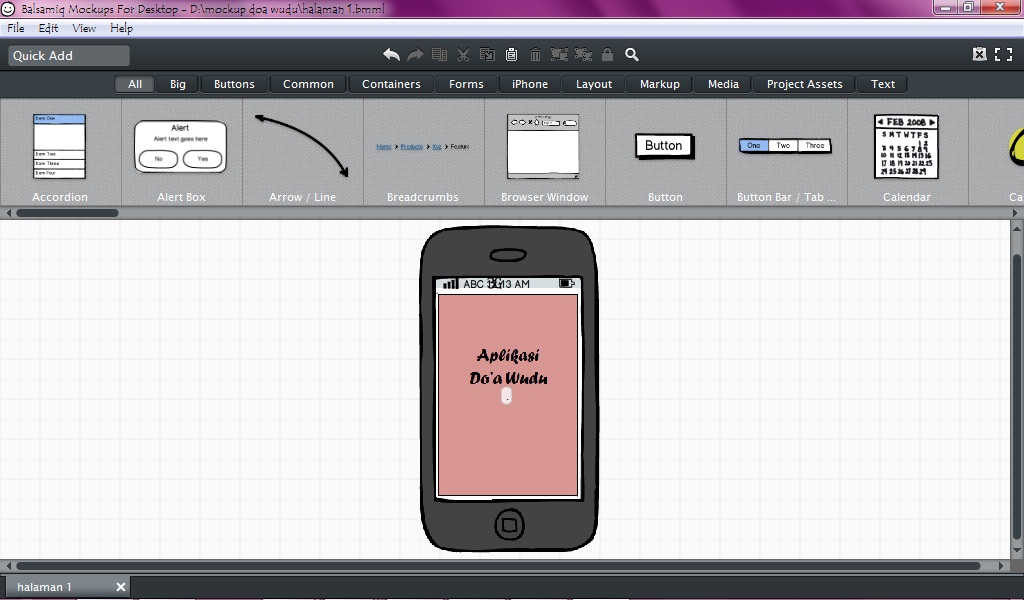 Balsamiq Mockups For Desktop - D:\mockup doa wudu\halaman 1.bmml
File Edit View Help
Quick Add
All Big Buttons Common Containers Forms iPhone Layout Markup Media Project Assets Text
Item One
Item Two
Item Three
Item Four
Accordion
Alert
Alert text goes here
No Yes
Alert Box
Arrow / Line
Home > Products > Xyz > Features
Breadcrumbs
Browser Window
Button
Button
One Two Three
Button Bar / Tab ...
FEB 2008
S M T W T F S
1 2
3 4 5 6 7 8 9
10 11 12 13 14 15 16
17 18 19 20 21 22 23
24 25 26 27 28 29
Calendar
Ca
ABC 3G 11:13 AM
Aplikasi
Do'a Wudu
.
halaman 1